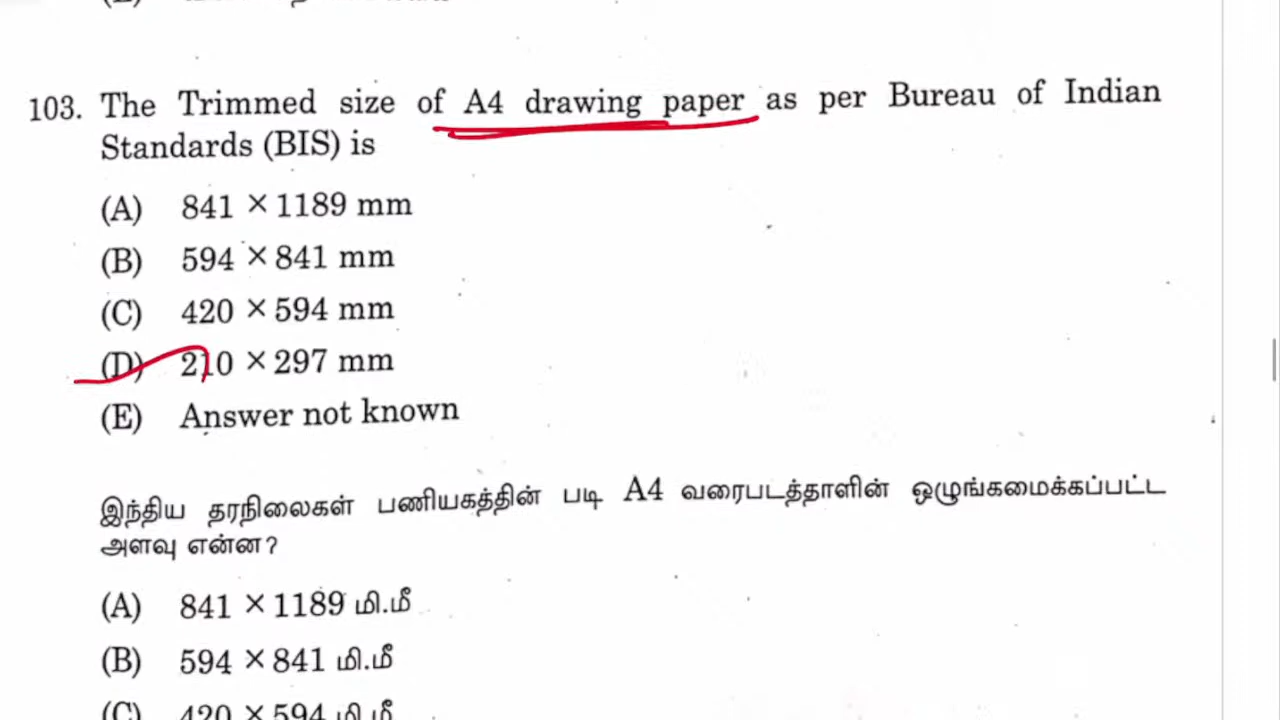 103. The Trimmed size of A4 drawing paper as per Bureau of Indian
Standards (BIS) is
(A) 841 × 1189 mm
(B) 594 × 841 mm
(C) 420 × 594 mm
(D) 210 × 297 mm
(E) Answer not known
இந்திய தரநிலைகள் பணியகத்தின் படி A4 வரைபடத்தாளின் ஒழுங்கமைக்கப்பட்ட
அளவு என்ன?
(A) 841 × 1189 மி.மீ
(B) 594 × 841 மி.மீ
(C) 420 × 594 மி.மீ